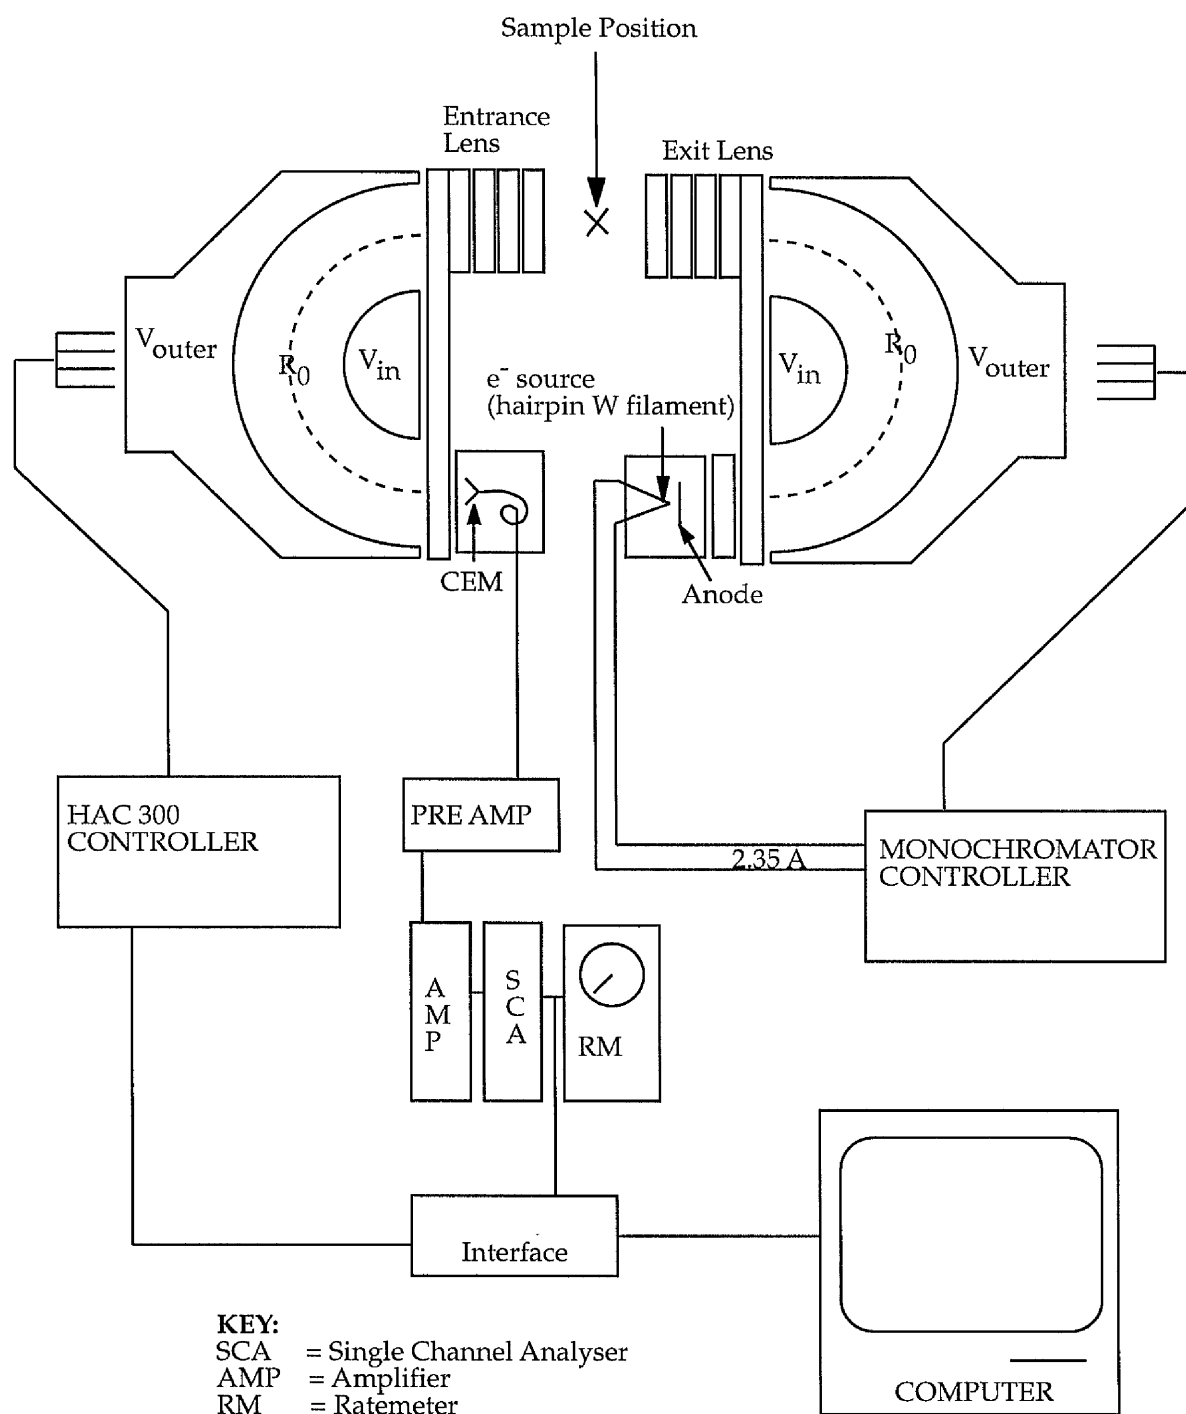 Sample Position
Entrance
Lens
Exit Lens
Vouter
R0
Vin
e- source
(hairpin W filament)
Vin
R0
Vouter
CEM
Anode
HAC 300
CONTROLLER
PRE AMP
2.35 A
MONOCHROMATOR
CONTROLLER
AMP
SCA
RM
Interface
COMPUTER
KEY:
SCA = Single Channel Analyser
AMP = Amplifier
RM = Ratemeter